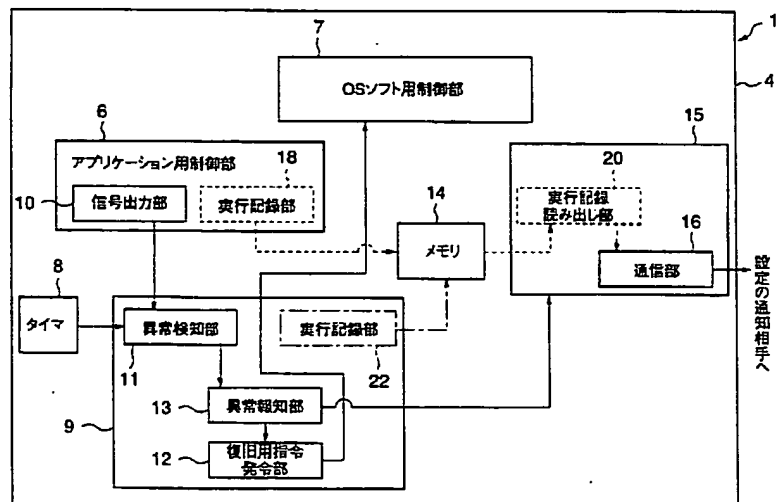 1
7
4
OSソフト用制御部
6
15
アプリケーション用制御部
18
20
10
信号出力部
実行記録部
14
実行記録
読み出し部
16
メモリ
通信部
8
設定の通知相手へ
タイマ
異常検知部
実行記録部
11
22
13
異常報知部
9
12
復旧用指令
発令部